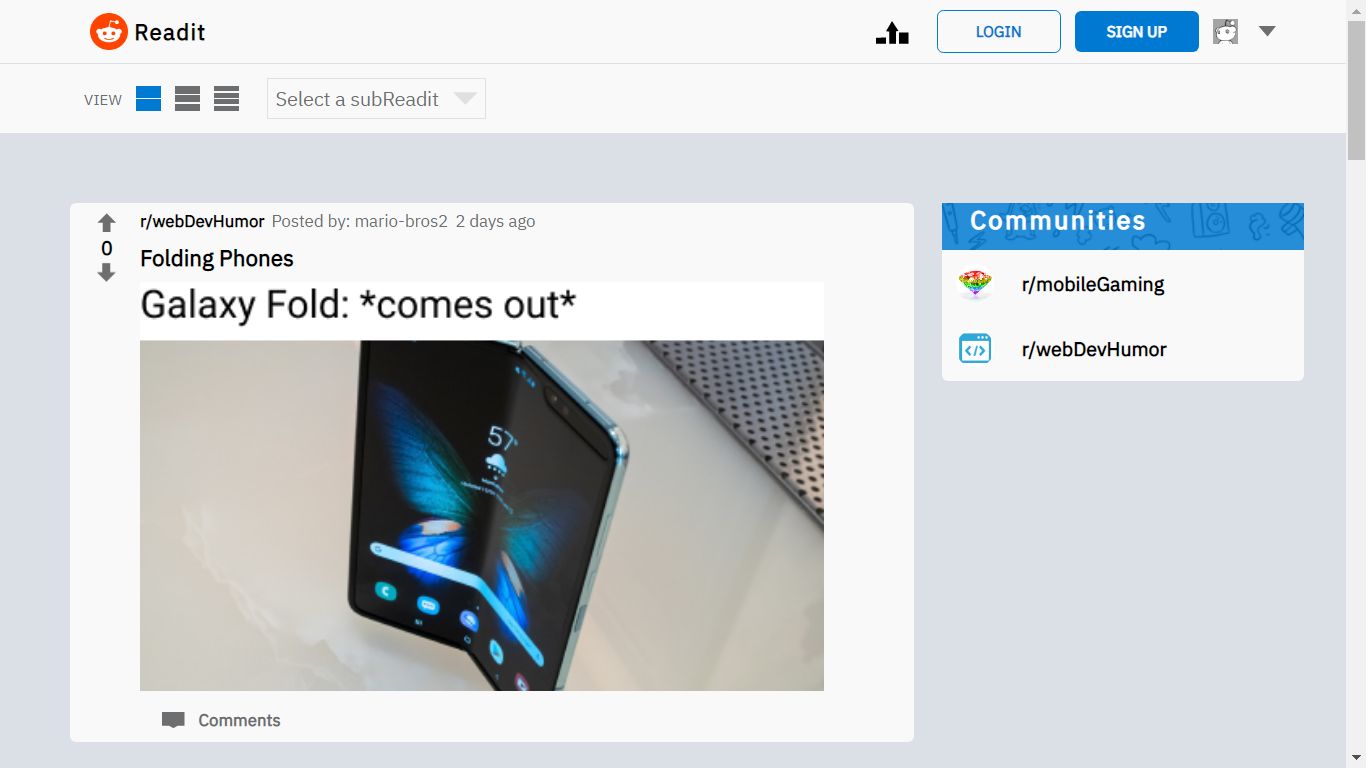 Readit
LOGIN
SIGN UP
VIEW
Select a subReadit
r/webDevHumor Posted by: mario-bros2 2 days ago
0
Folding Phones
Galaxy Fold: *comes out*
57°
Comments
Communities
r/mobileGaming
r/webDevHumor